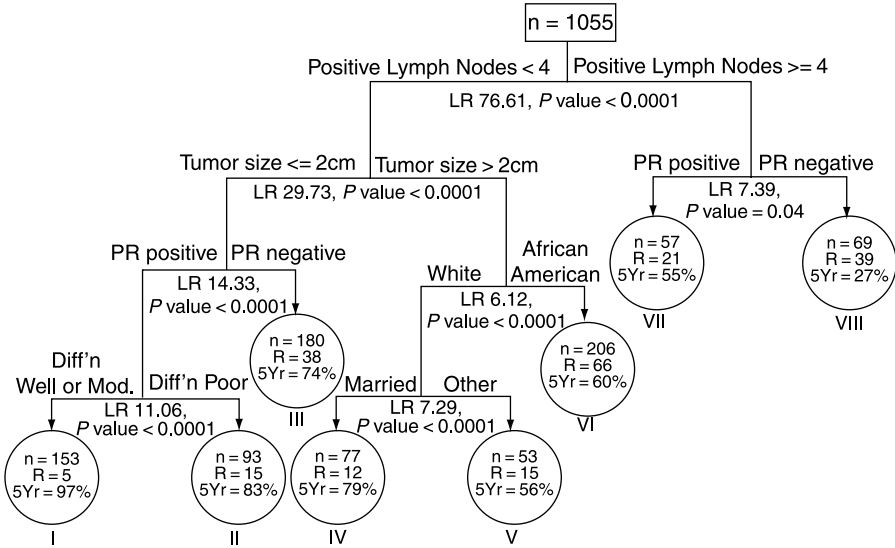 n = 1055
Positive Lymph Nodes < 4
Positive Lymph Nodes >= 4
LR 76.61, P value < 0.0001
Tumor size <= 2cm
Tumor size > 2cm
LR 29.73, P value < 0.0001
PR positive
PR negative
LR 7.39,
P value = 0.04
n = 57
R = 21
5Yr = 55%
VII
n = 69
R = 39
5Yr = 27%
VIII
PR positive
PR negative
LR 14.33,
P value < 0.0001
White
African
American
LR 6.12,
P value < 0.0001
n = 180
R = 38
5Yr = 74%
III
n = 206
R = 66
5Yr = 60%
VI
Diff'n
Well or Mod.
Diff'n Poor
LR 11.06,
P value < 0.0001
Married
Other
LR 7.29,
P value < 0.0001
n = 153
R = 5
5Yr = 97%
I
n = 93
R = 15
5Yr = 83%
II
n = 77
R = 12
5Yr = 79%
IV
n = 53
R = 15
5Yr = 56%
V